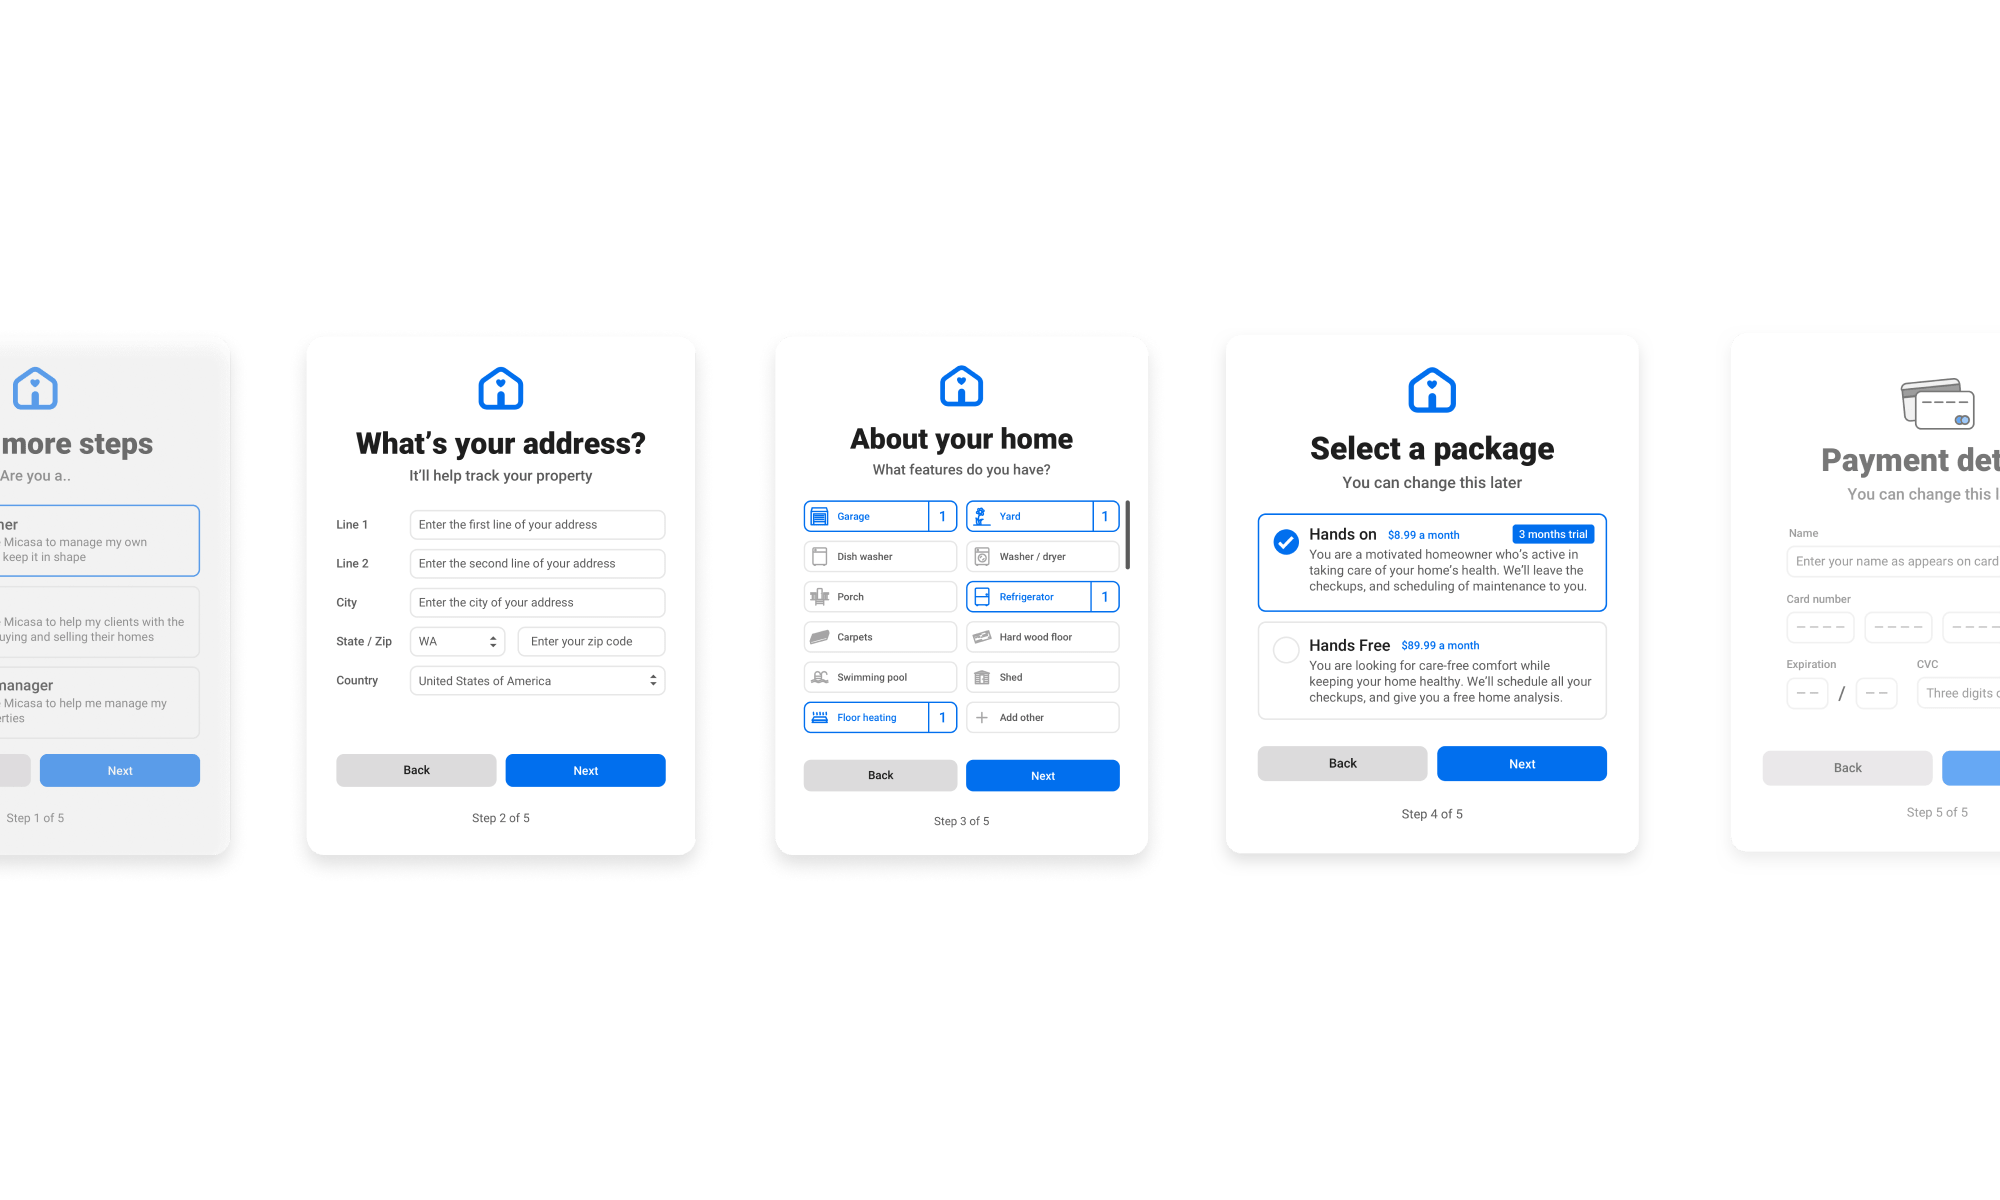 more steps
Are you a..
ner
Micasa to manage my own
keep it in shape
Micasa to help my clients with the
uying and selling their homes
manager
Micasa to help me manage my
erties
Next
Step 1 of 5
What's your address?
It'll help track your property
Line 1
Enter the first line of your address
Line 2
Enter the second line of your address
City
Enter the city of your address
State / Zip
WA
Enter your zip code
Country
United States of America
Back
Next
Step 2 of 5
About your home
What features do you have?
Garage 1
Yard 1
Dish washer
Washer / dryer
Porch
Refrigerator 1
Carpets
Hard wood floor
Swimming pool
Shed
Floor heating 1
Add other
Back
Next
Step 3 of 5
Select a package
You can change this later
Hands on $8.99 a month 3 months trial
You are a motivated homeowner who's active in
taking care of your home's health. We'll leave the
checkups, and scheduling of maintenance to you.
Hands Free $89.99 a month
You are looking for care-free comfort while
keeping your home healthy. We'll schedule all your
checkups, and give you a free home analysis.
Back
Next
Step 4 of 5
Payment det
You can change this l
Name
Enter your name as appears on card
Card number
Expiration
CVC
/
Three digits
Back
Step 5 of 5